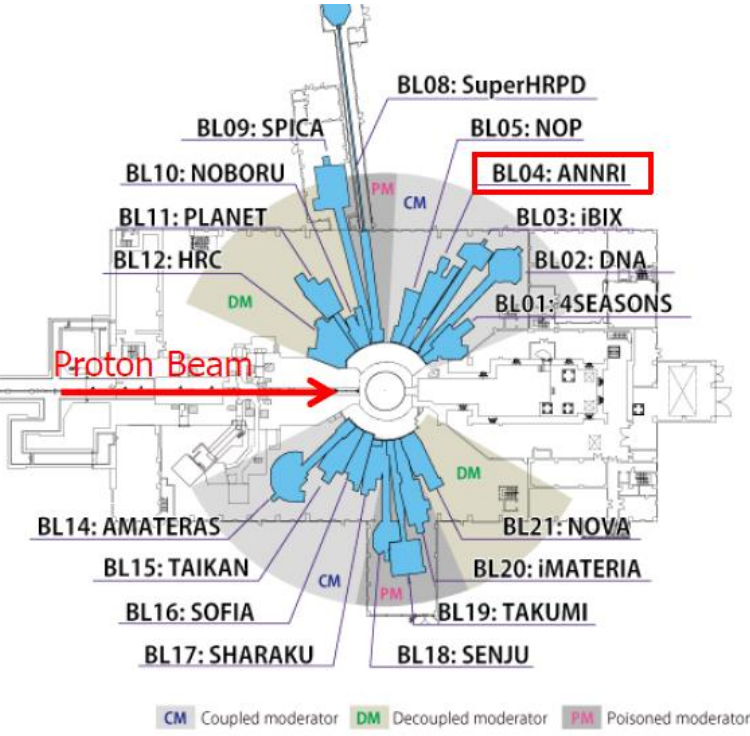 BL08: SuperHRPD
BL09: SPICA
BL05: NOP
BL10: NOBORU
PM
BL04: ANNRI
CM
BL11: PLANET
BL03: iBIX
BL12: HRC
BL02: DNA
DM
BL01: 4SEASONS
Proton Beam
DM
BL14: AMATERAS
BL21: NOVA
BL15: TAIKAN
CM
BL20: iMATERIA
PM
BL16: SOFIA
BL19: TAKUMI
BL17: SHARAKU
BL18: SENJU
CM Coupled moderator DM Decoupled moderator PM Poisoned moderator